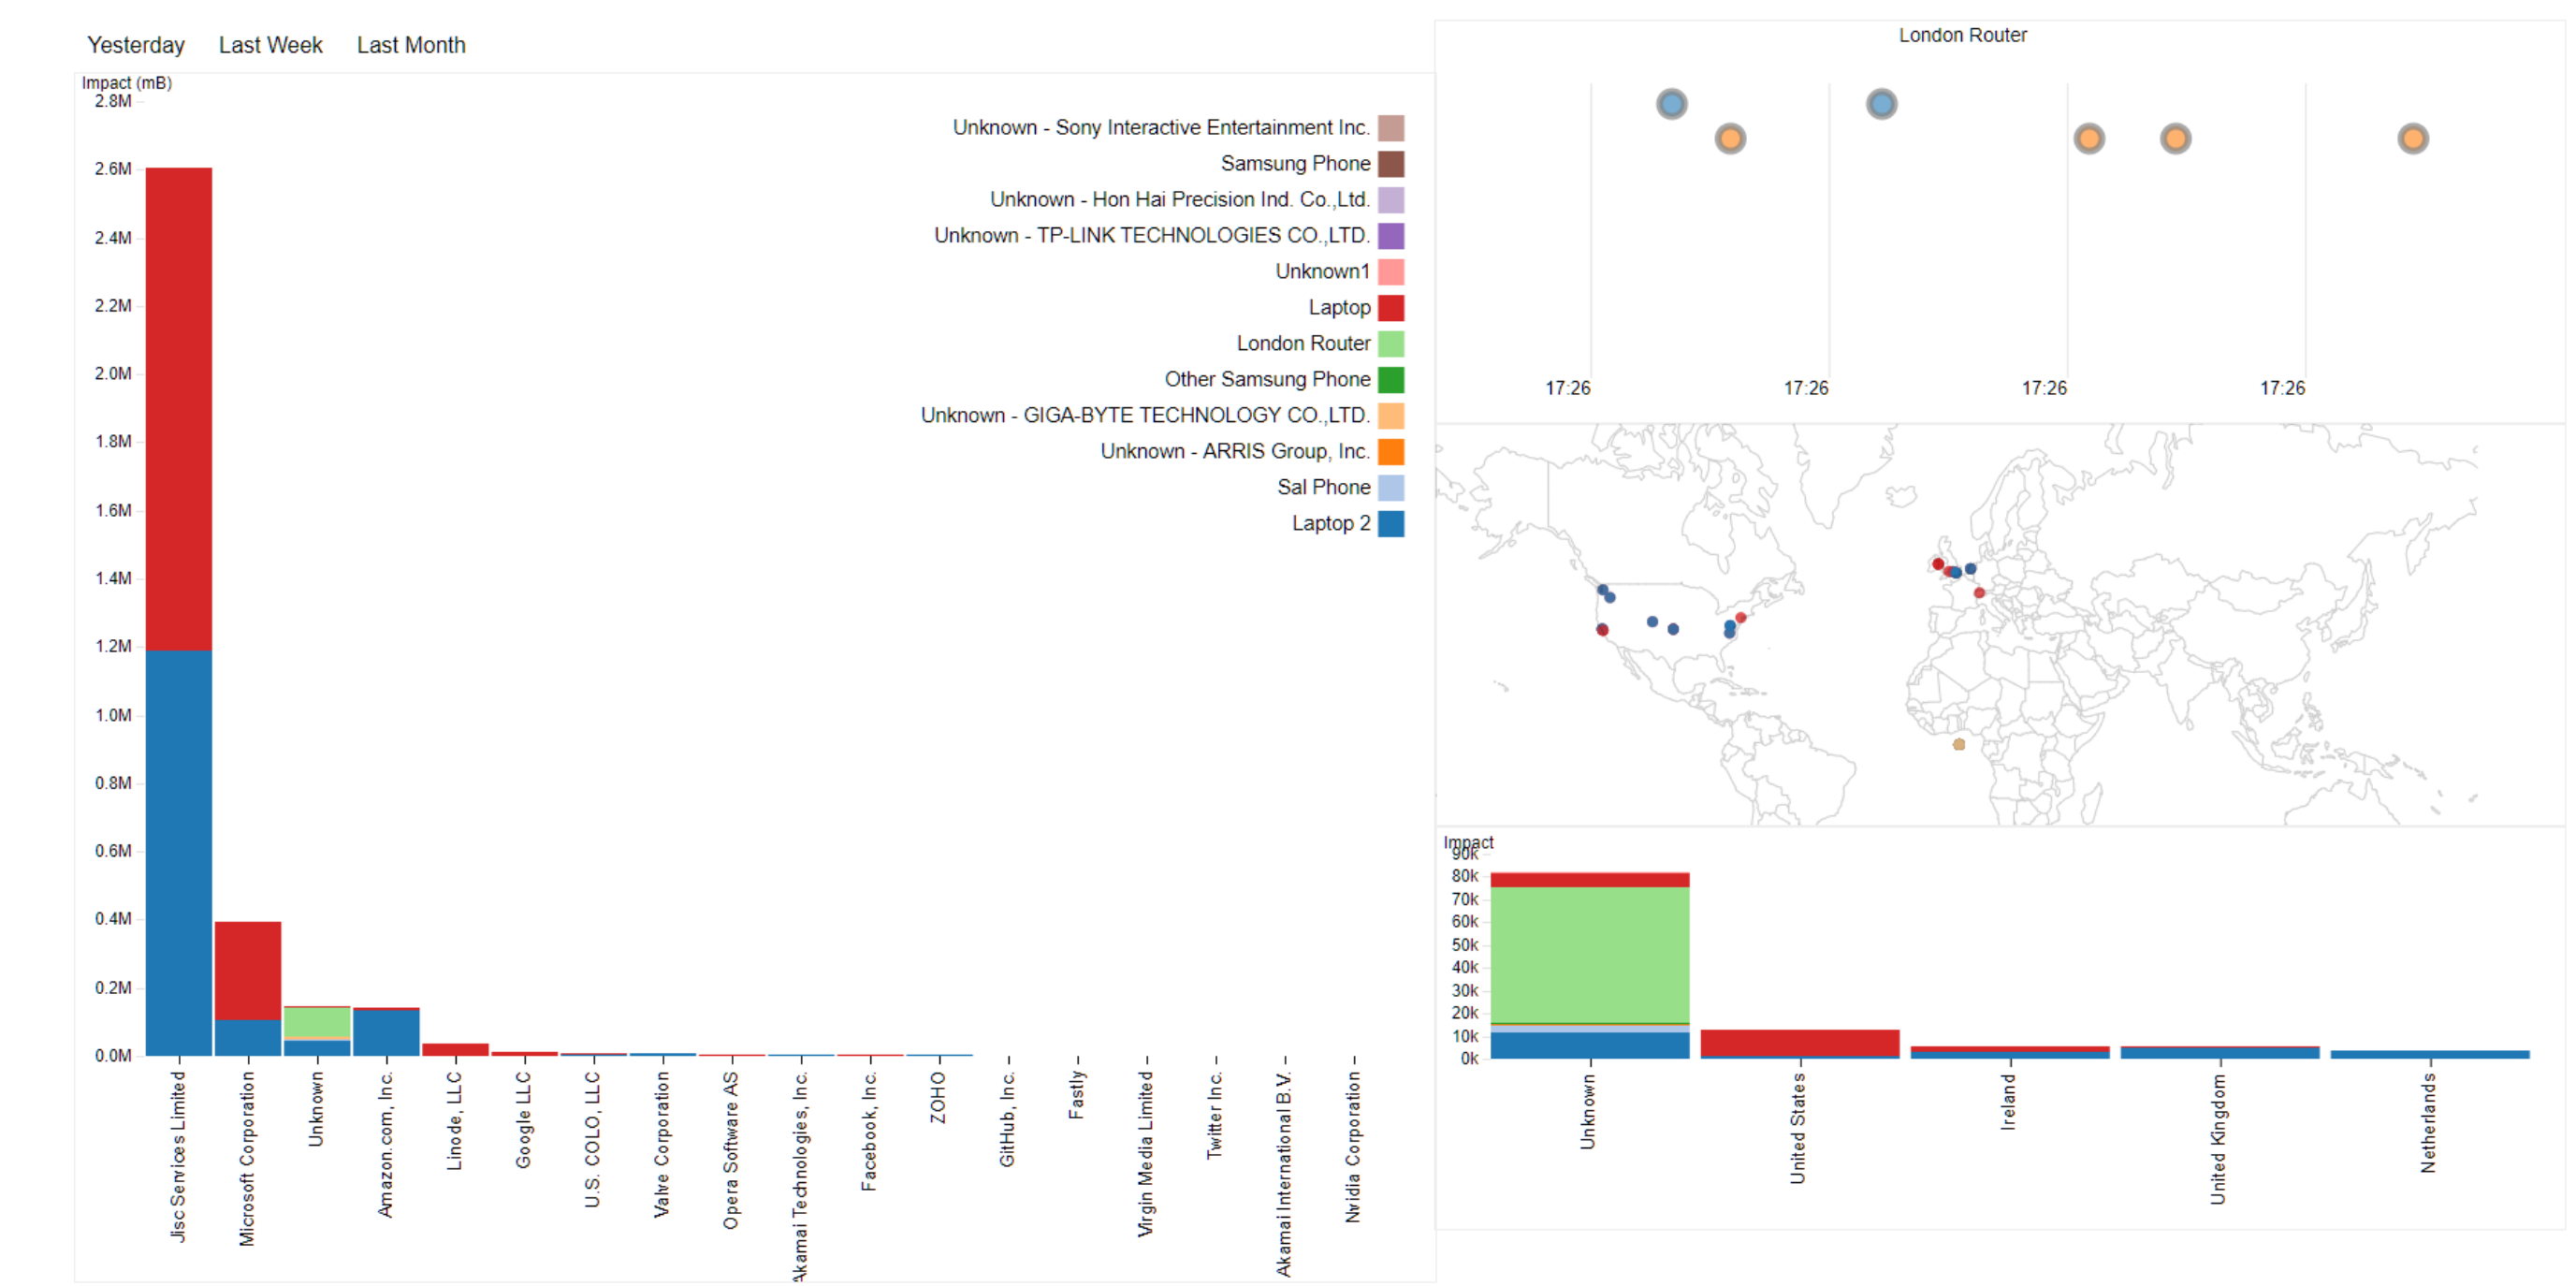 Yesterday Last Week Last Month
Impact (mB)
2.8M
2.6M
2.4M
2.2M
2.0M
1.8M
1.6M
1.4M
1.2M
1.0M
0.8M
0.6M
0.4M
0.2M
0.0M
Unknown - Sony Interactive Entertainment Inc.
Samsung Phone
Unknown - Hon Hai Precision Ind. Co.,Ltd.
Unknown - TP-LINK TECHNOLOGIES CO.,LTD.
Unknown1
Laptop
London Router
Other Samsung Phone
Unknown - GIGA-BYTE TECHNOLOGY CO.,LTD.
Unknown - ARRIS Group, Inc.
Sal Phone
Laptop 2
Jisc Services Limited
Microsoft Corporation
Unknown
Amazon.com, Inc.
Linode, LLC
Google LLC
U.S. COLO, LLC
Valve Corporation
Opera Software AS
Akamai Technologies, Inc.
Facebook, Inc.
ZOHO
GitHub, Inc.
Fastly
Virgin Media Limited
Twitter Inc.
Akamai International B.V.
Nvidia Corporation
London Router
17:26 17:26 17:26 17:26
Impact
90k
80k
70k
60k
50k
40k
30k
20k
10k
0k
Unknown
United States
Ireland
United Kingdom
Netherlands